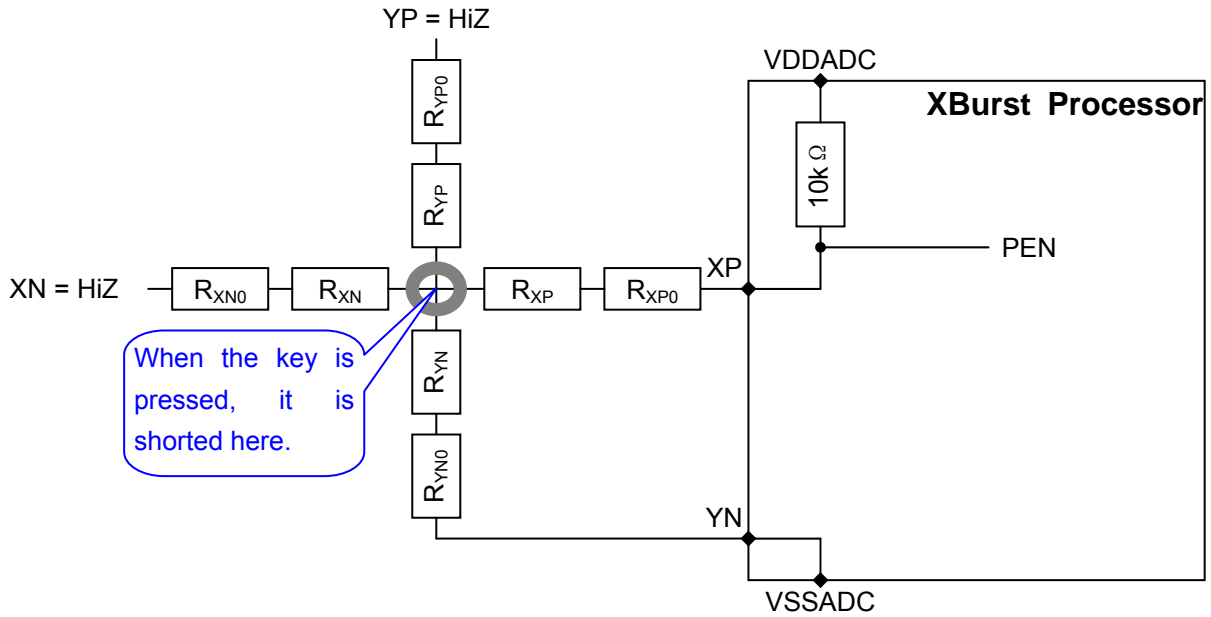 YP = HiZ
VDDADC
XBurst Processor
RYP0
10k Ω
RYP
PEN
XP
XN = HiZ
RXN0
RXN
RXP
RXP0
When the key is
pressed, it is
shorted here.
RYN
RYN0
YN
VSSADC